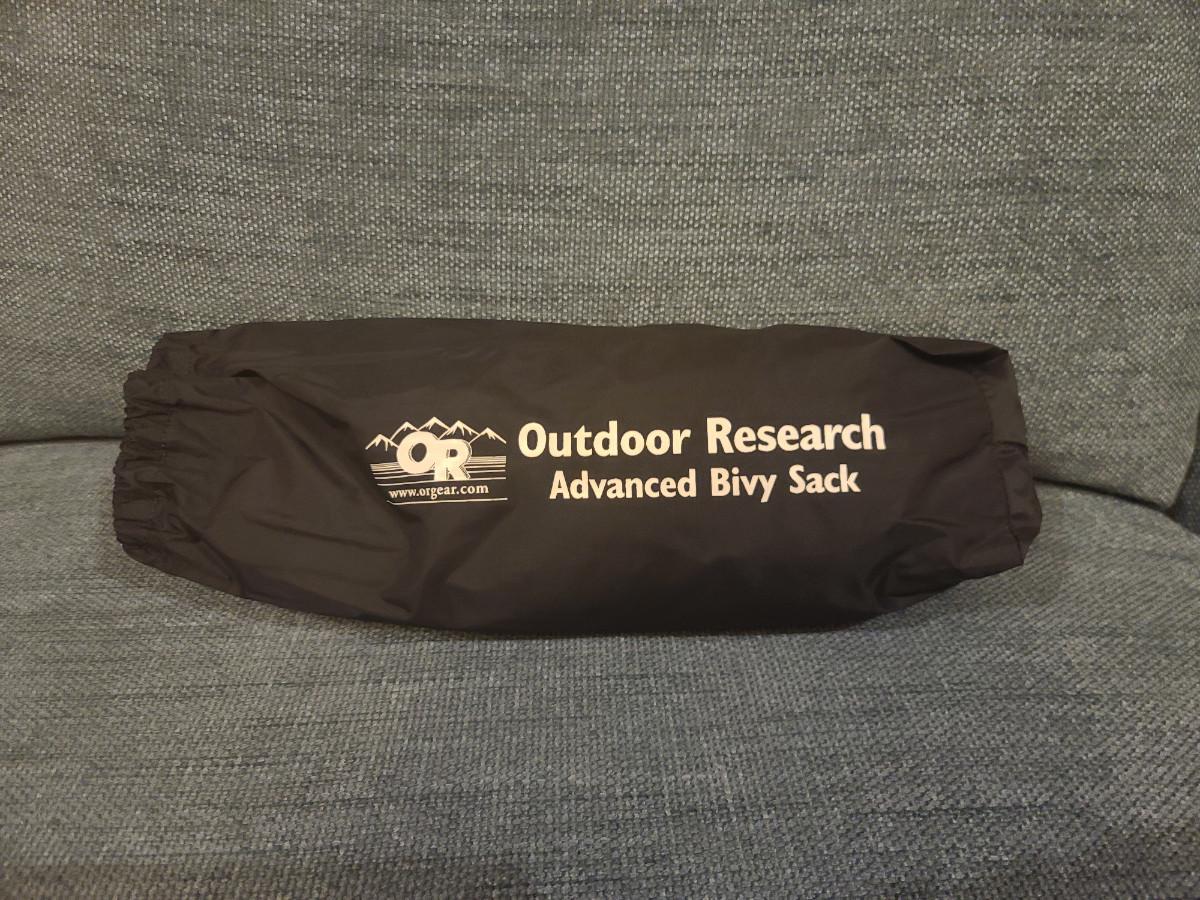 OR
www.orgear.com
Outdoor Research
Advanced Bivy Sack